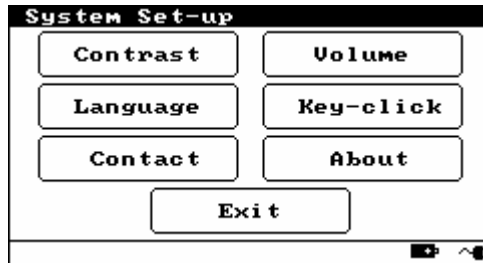 System Set-up
Contrast Volume
Language Key-click
Contact About
Exit